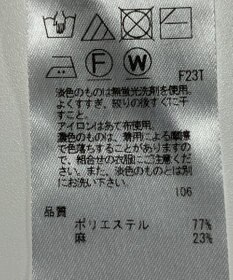 F W
F23T
淡色のものは無蛍光洗剤を使用。
よくすすぎ、絞りの後すぐに干
すこと。
アイロンはあて布使用。
濃色のものは、着用による摩擦
で色落ちすることがありますの
で、組合せの衣服にご注意くださ
い。また、淡色のものとは別
にお洗い下さい。
106
品質
ポリエステル 77%
麻 23%